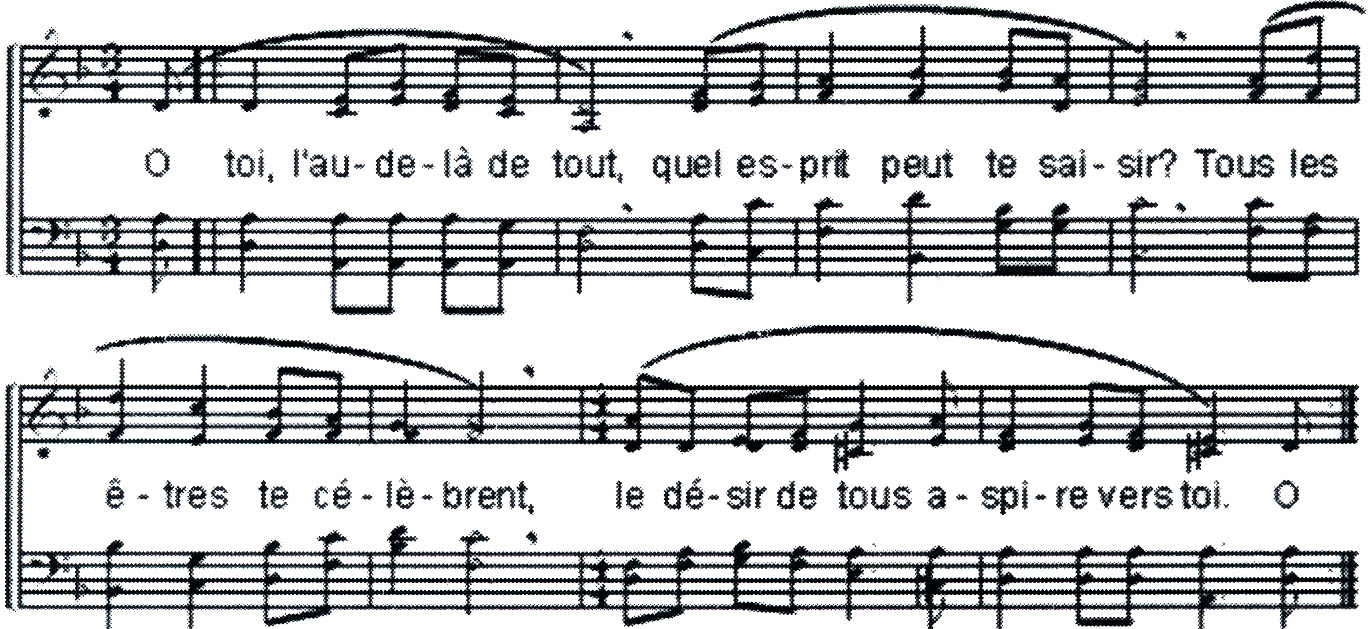 O toi, l'au-de-là de tout, quel es-prit peut te sai-sir? Tous les
ê-tres te cé-lè-brent, le dé-sir de tous a-spi-re vers toi. O